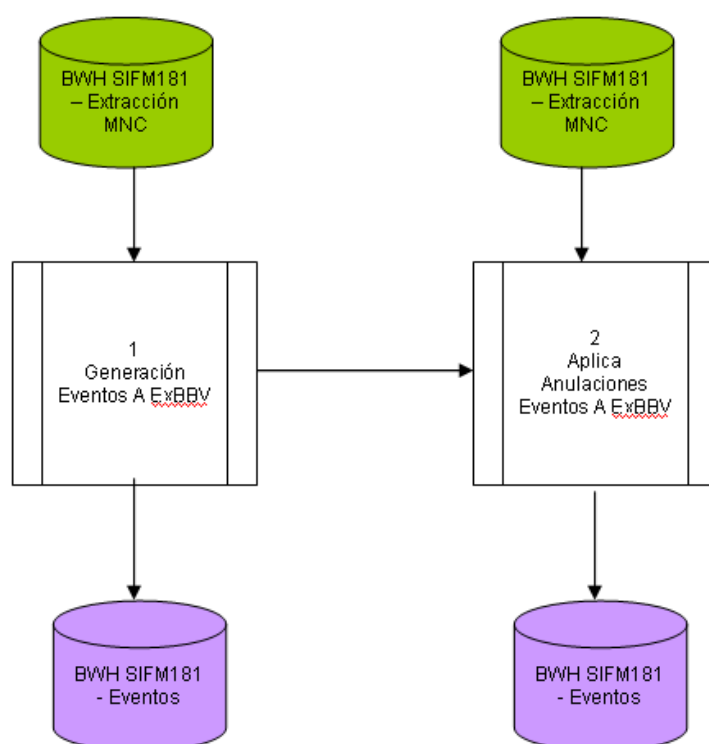 BWH SIFM181
– Extracción
MNC
BWH SIFM181
– Extracción
MNC
1
Generación
Eventos A ExBBV
2
Aplica
Anulaciones
Eventos A ExBBV
BWH SIFM181
- Eventos
BWH SIFM181
- Eventos